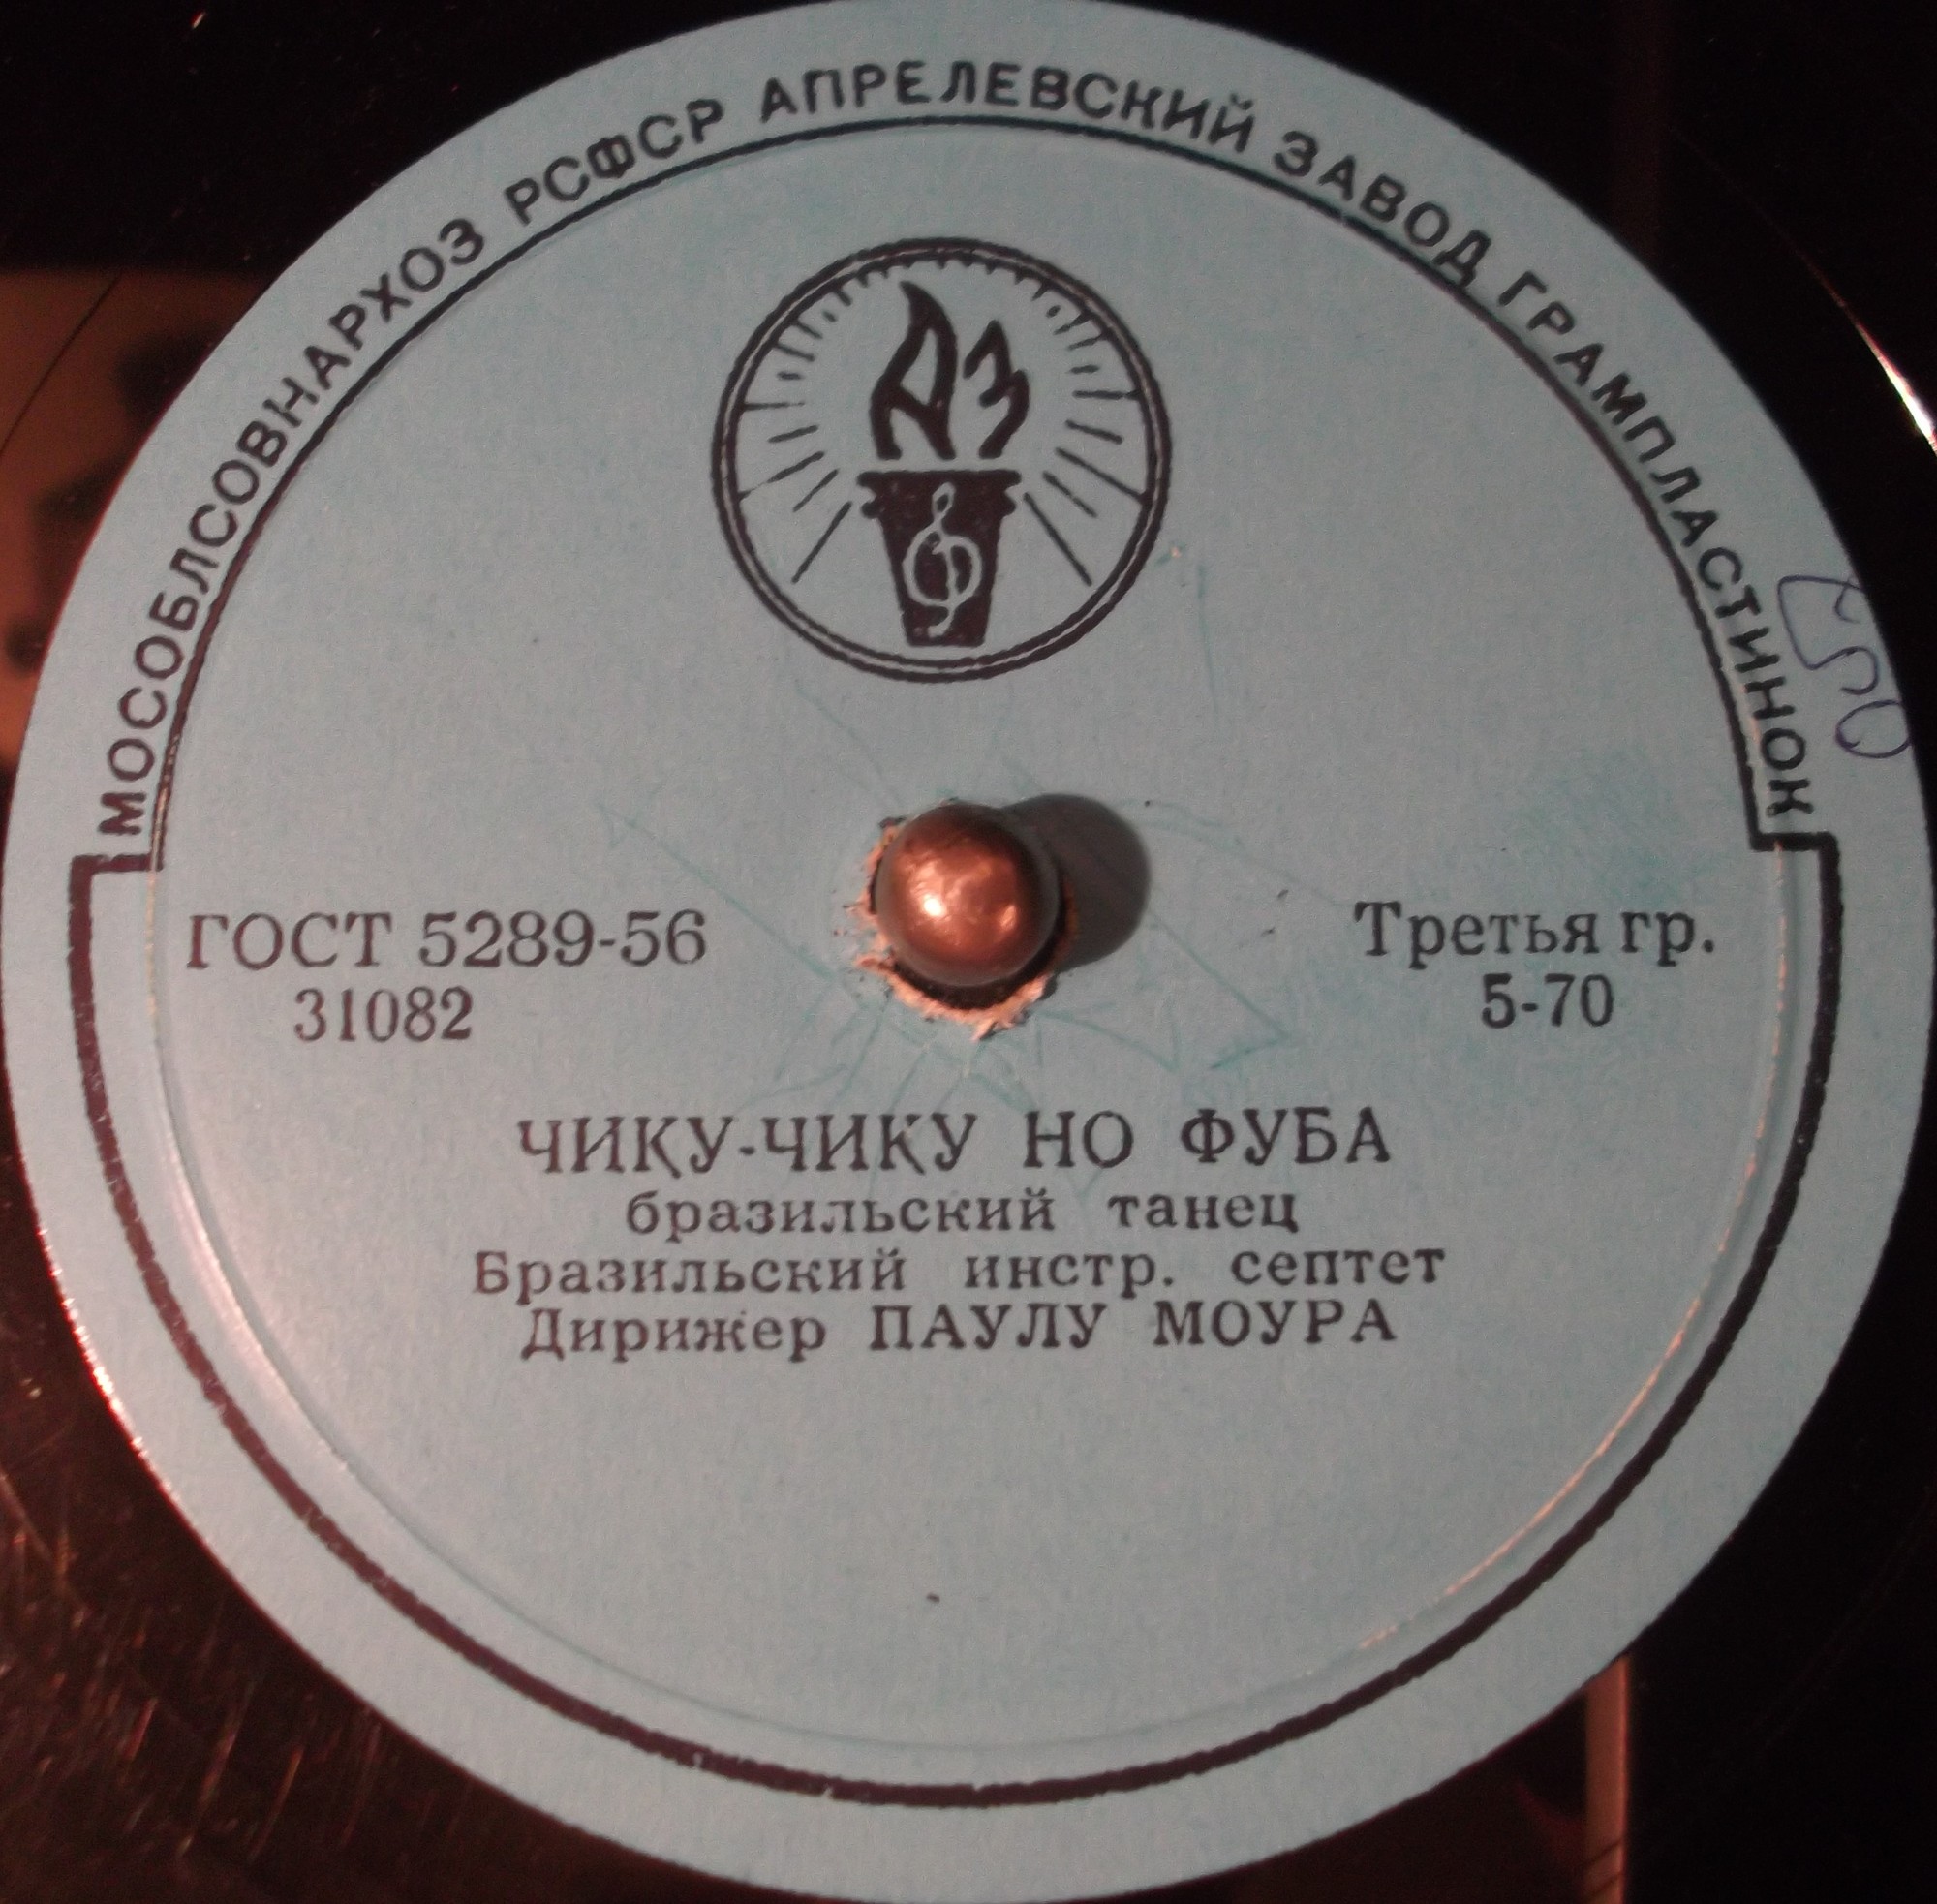 МОСОБЛСОВНАРХОЗ РСФСР АПРЕЛЕВСКИЙ ЗАВОД ГРАМПЛАСТИНОК
АЗ
ГОСТ 5289-56
31082
Третья гр.
5-70
ЧИКУ-ЧИКУ НО ФУБА
бразильский танец
Бразильский инстр. септет
Дирижер ПАУЛУ МОУРА